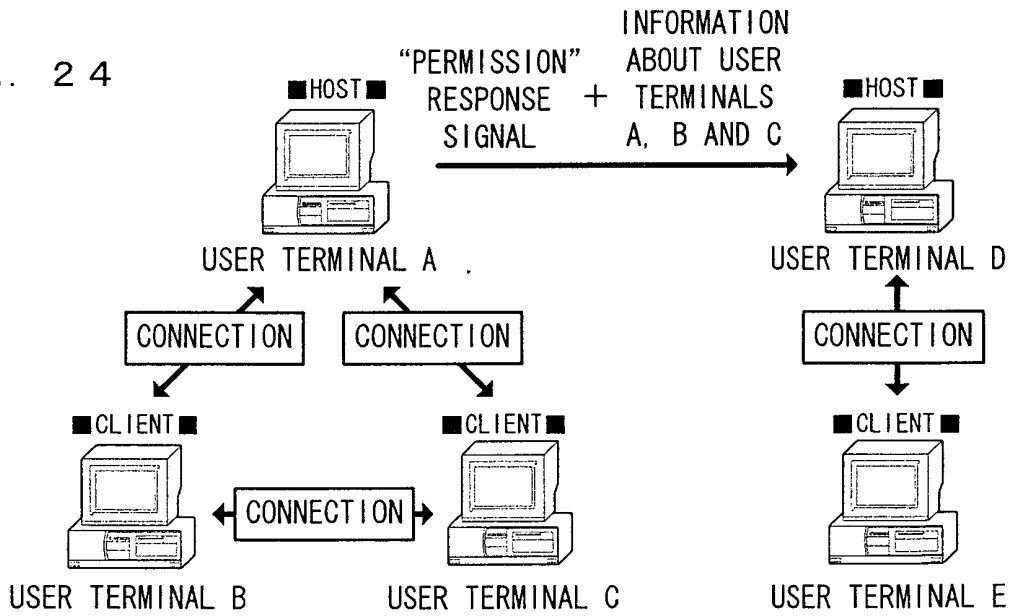 . 24
INFORMATION
ABOUT USER
TERMINALS
A, B AND C
"PERMISSION"
RESPONSE
SIGNAL
+
■HOST■
■HOST■
USER TERMINAL A
USER TERMINAL D
CONNECTION
CONNECTION
CONNECTION
■CLIENT■
■CLIENT■
■CLIENT■
CONNECTION
USER TERMINAL B
USER TERMINAL C
USER TERMINAL E